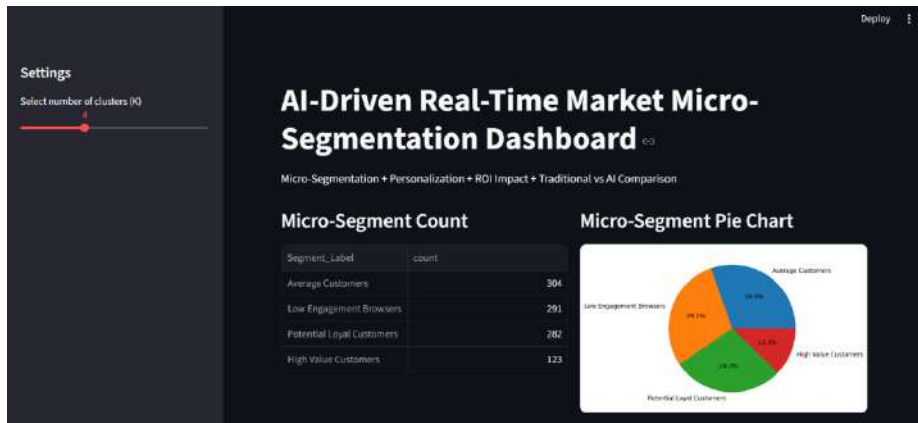 Deploy
Settings
Select number of clusters (K)
4
AI-Driven Real-Time Market Micro-
Segmentation Dashboard
Micro-Segmentation + Personalization + ROI Impact + Traditional vs AI Comparison
Micro-Segment Count
Segment_Label count
Average Customers 304
Low Engagement Browsers 291
Potential Loyal Customers 282
High Value Customers 123
Micro-Segment Pie Chart
Average Customers
Low Engagement Browsers
29.1%
High Value Customers
Potential Loyal Customers